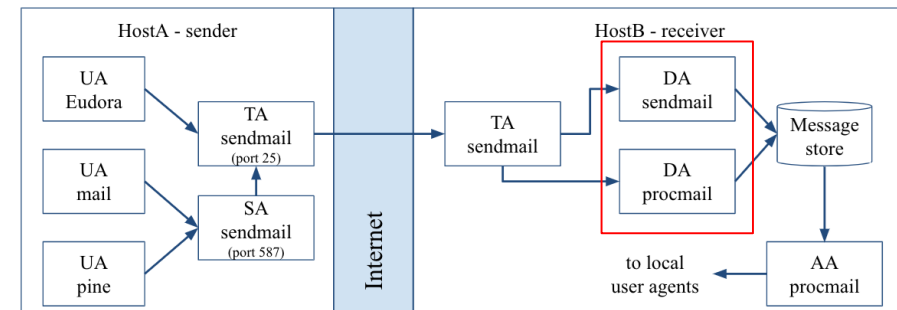 HostA - sender
HostB - receiver
UA
Eudora
TA
sendmail
(port 25)
UA
mail
SA
sendmail
(port 587)
UA
pine
Internet
TA
sendmail
DA
sendmail
DA
procmail
Message
store
AA
procmail
to local
user agents